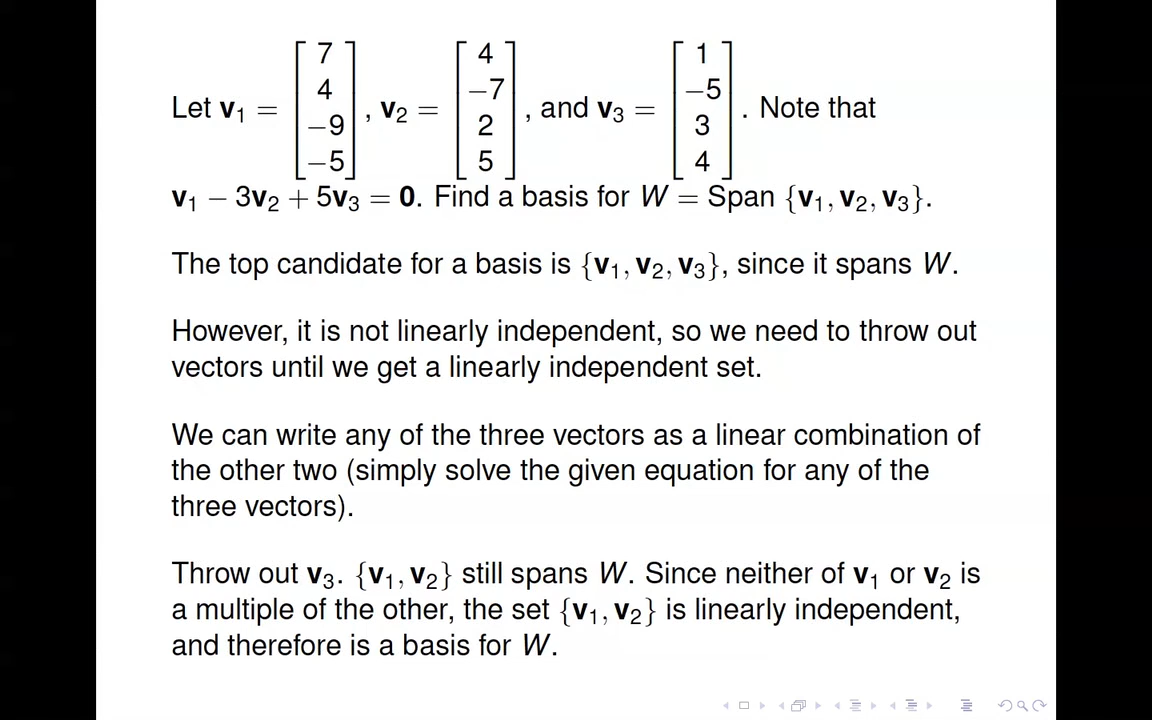 Let v₁ = [7 4 −9 −5], v₂ = [4 −7 2 5], and v₃ = [1 −5 3 4]. Note that
v₁ − 3v₂ + 5v₃ = 0. Find a basis for W = Span {v₁, v₂, v₃}.
The top candidate for a basis is {v₁, v₂, v₃}, since it spans W.
However, it is not linearly independent, so we need to throw out
vectors until we get a linearly independent set.
We can write any of the three vectors as a linear combination of
the other two (simply solve the given equation for any of the
three vectors).
Throw out v₃. {v₁, v₂} still spans W. Since neither of v₁ or v₂ is
a multiple of the other, the set {v₁, v₂} is linearly independent,
and therefore is a basis for W.